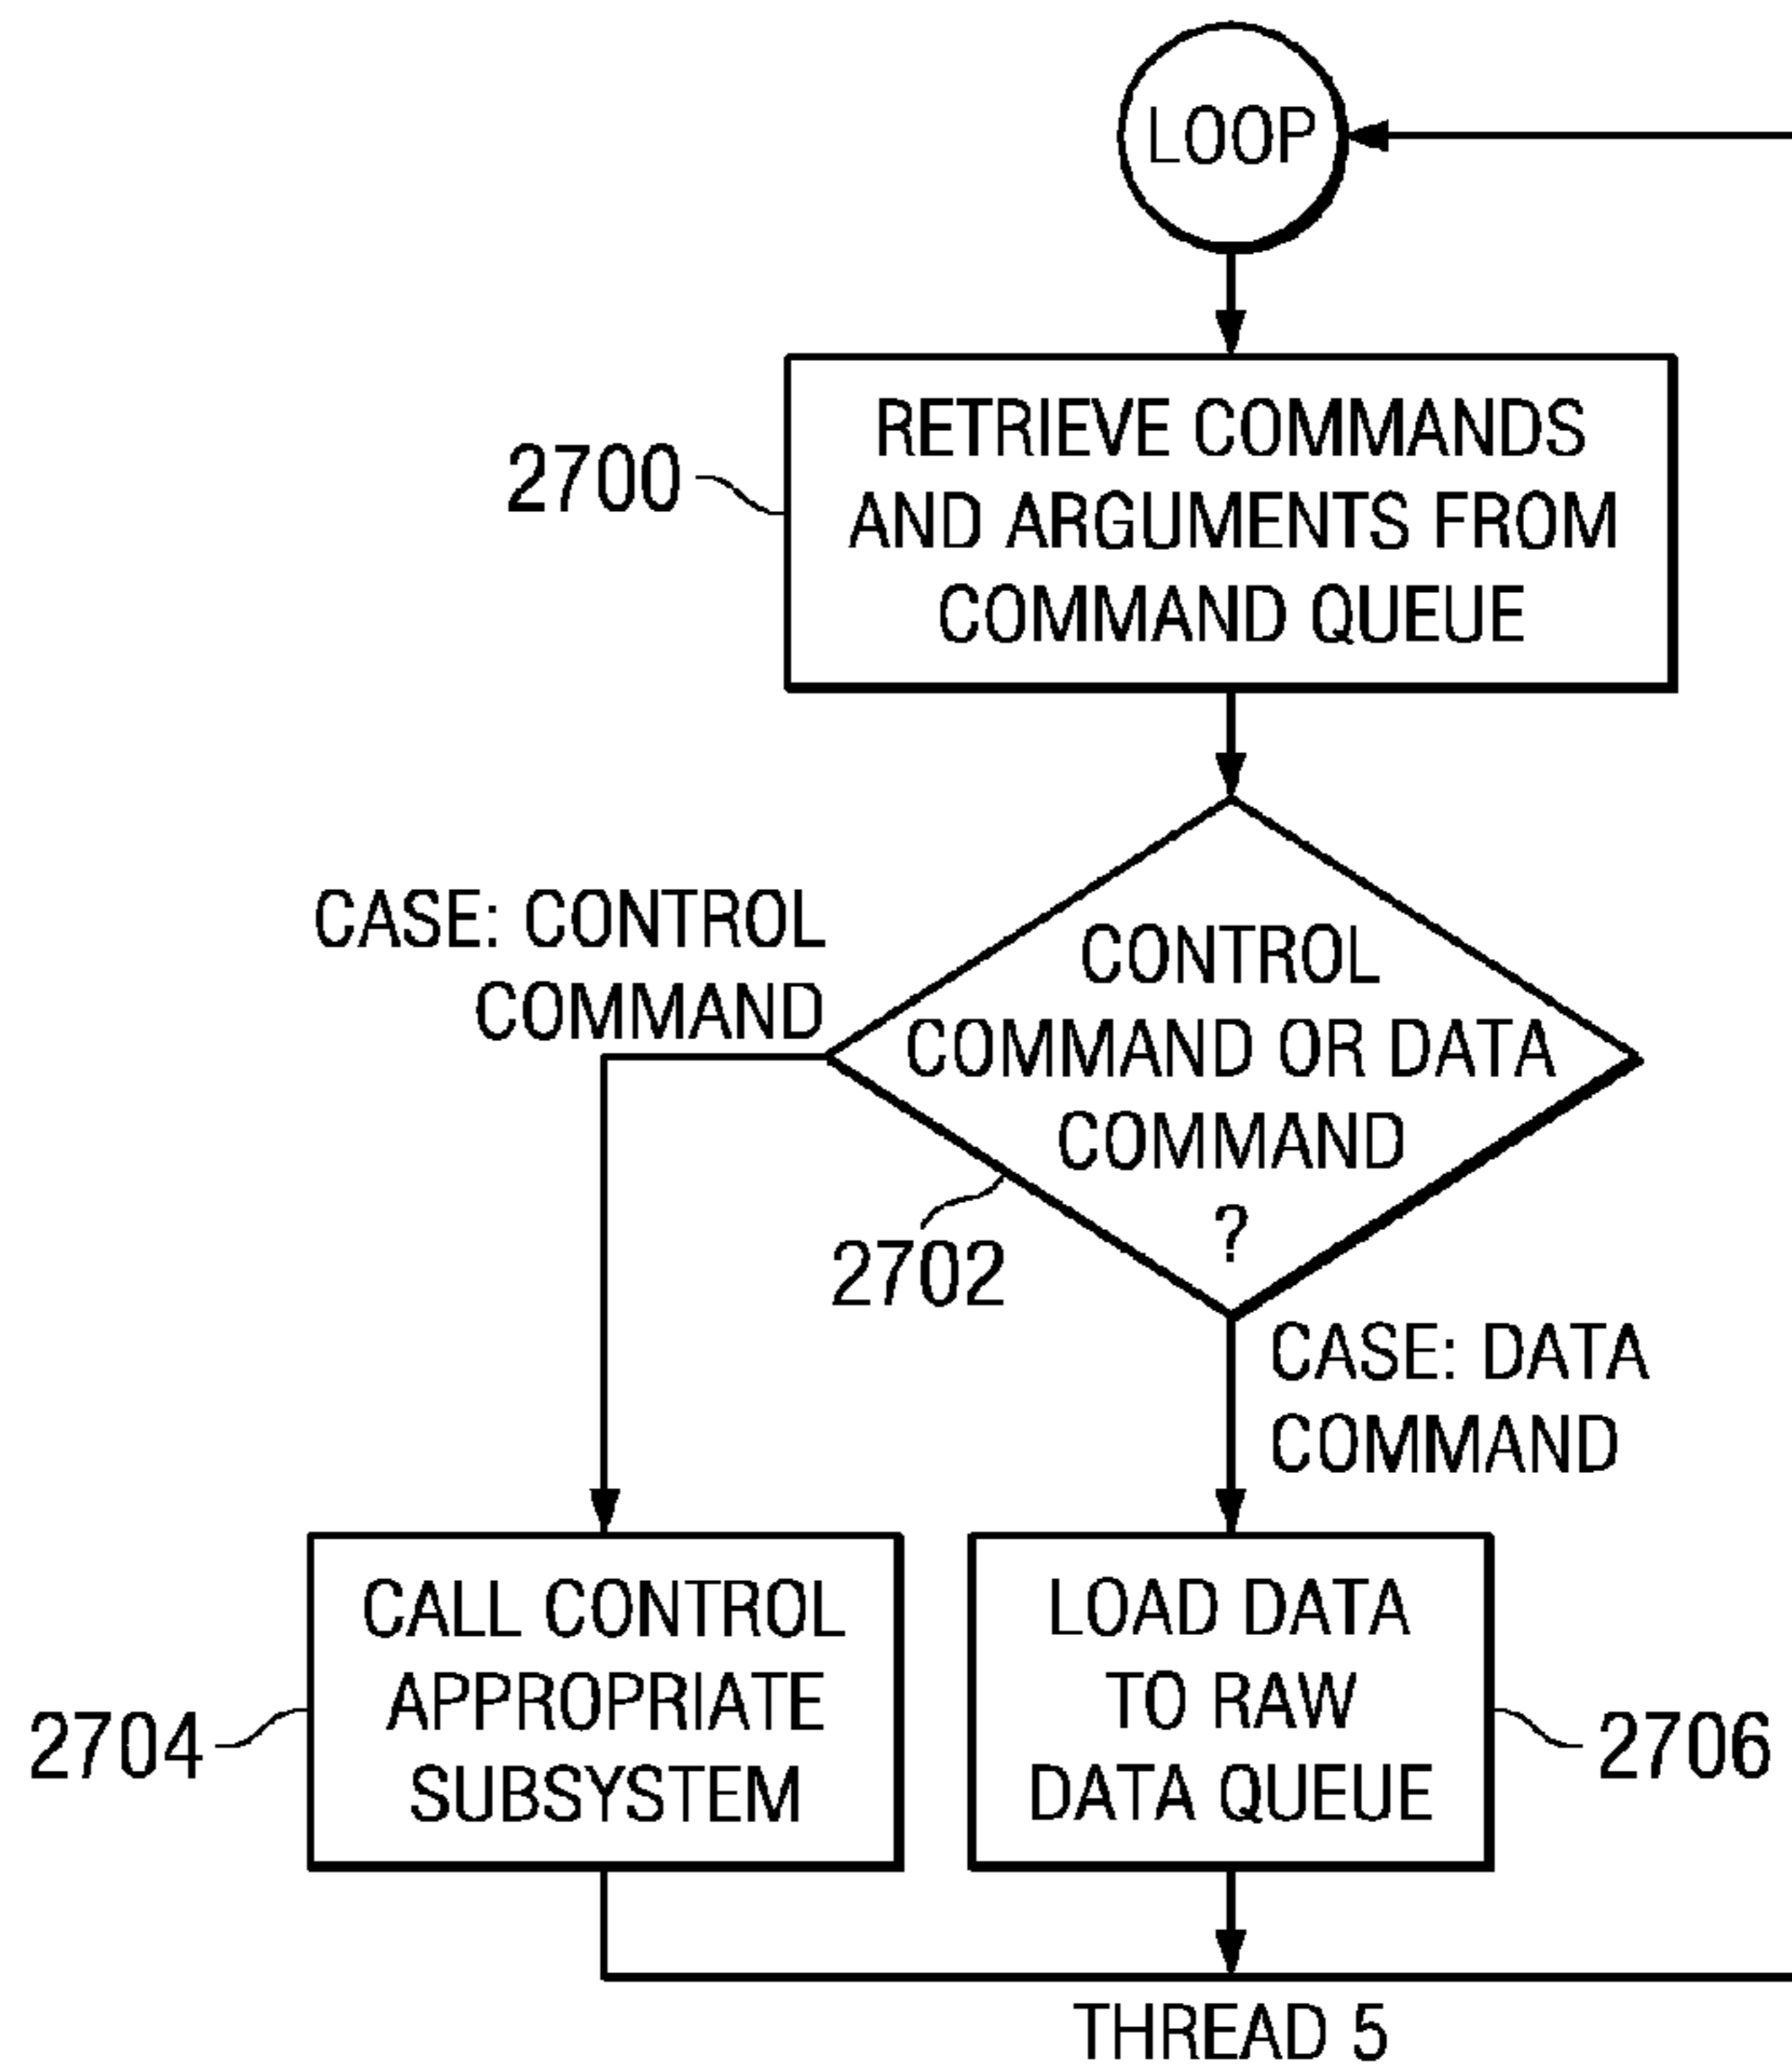 LOOP
RETRIEVE COMMANDS
AND ARGUMENTS FROM
COMMAND QUEUE
2700
CASE: CONTROL
COMMAND
CONTROL
COMMAND OR DATA
COMMAND
?
2702
CASE: DATA
COMMAND
CALL CONTROL
APPROPRIATE
SUBSYSTEM
2704
LOAD DATA
TO RAW
DATA QUEUE
2706
THREAD 5